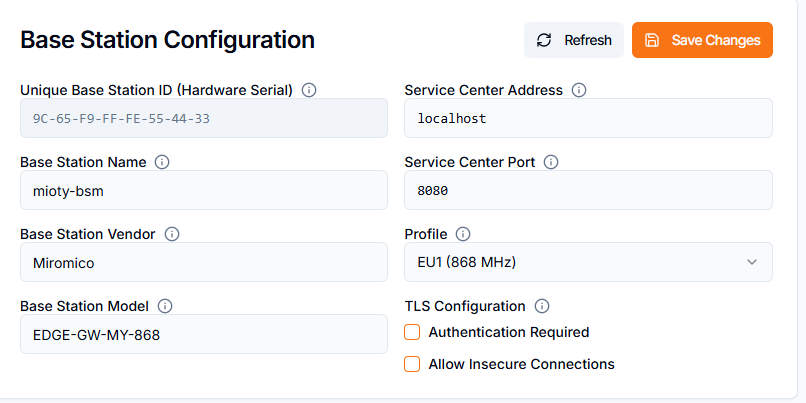 Base Station Configuration
Refresh
Save Changes
Unique Base Station ID (Hardware Serial)
9C-65-F9-FF-FE-55-44-33
Base Station Name
mioty-bsm
Base Station Vendor
Miromico
Base Station Model
EDGE-GW-MY-868
Service Center Address
localhost
Service Center Port
8080
Profile
EU1 (868 MHz)
TLS Configuration
Authentication Required
Allow Insecure Connections